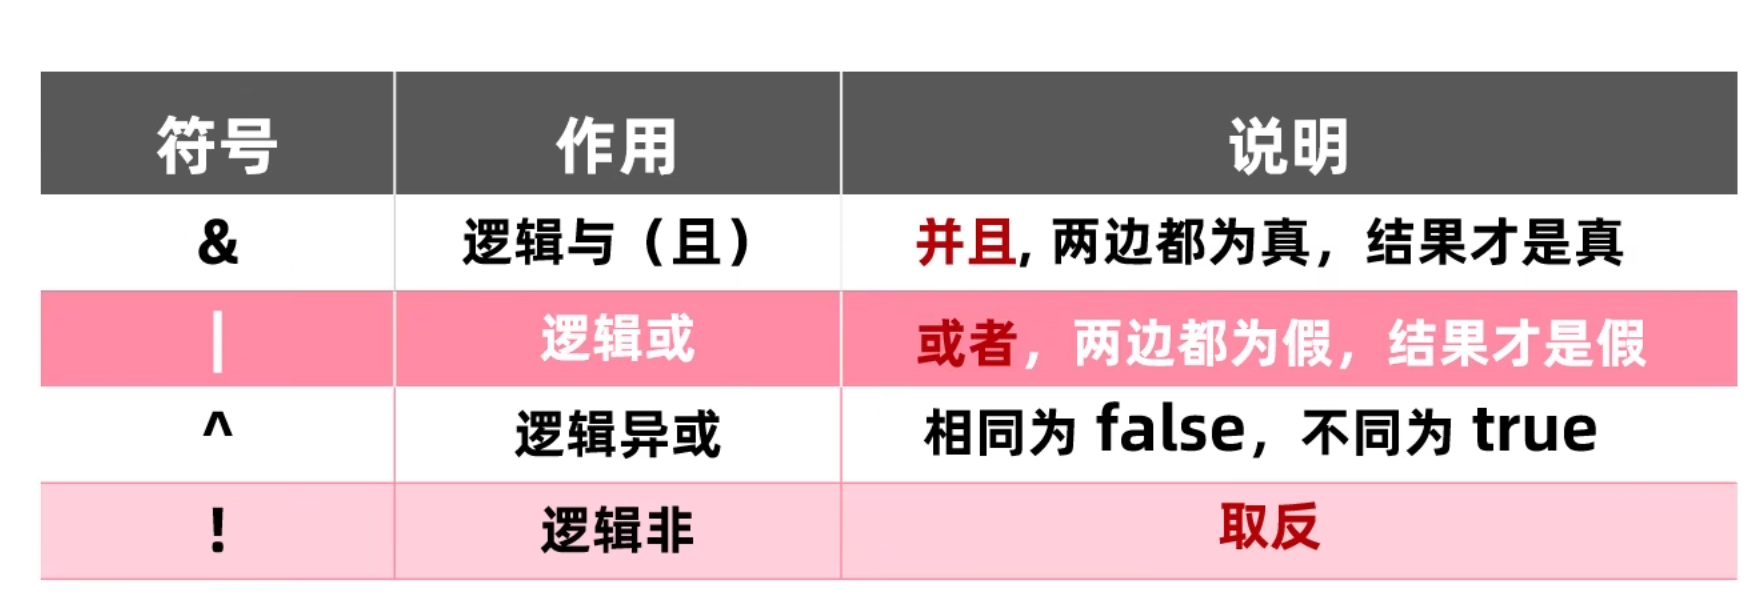 符号 作用 说明
& 逻辑与（且） 并且, 两边都为真，结果才是真
| 逻辑或 或者，两边都为假，结果才是假
^ 逻辑异或 相同为 false，不同为 true
! 逻辑非 取反